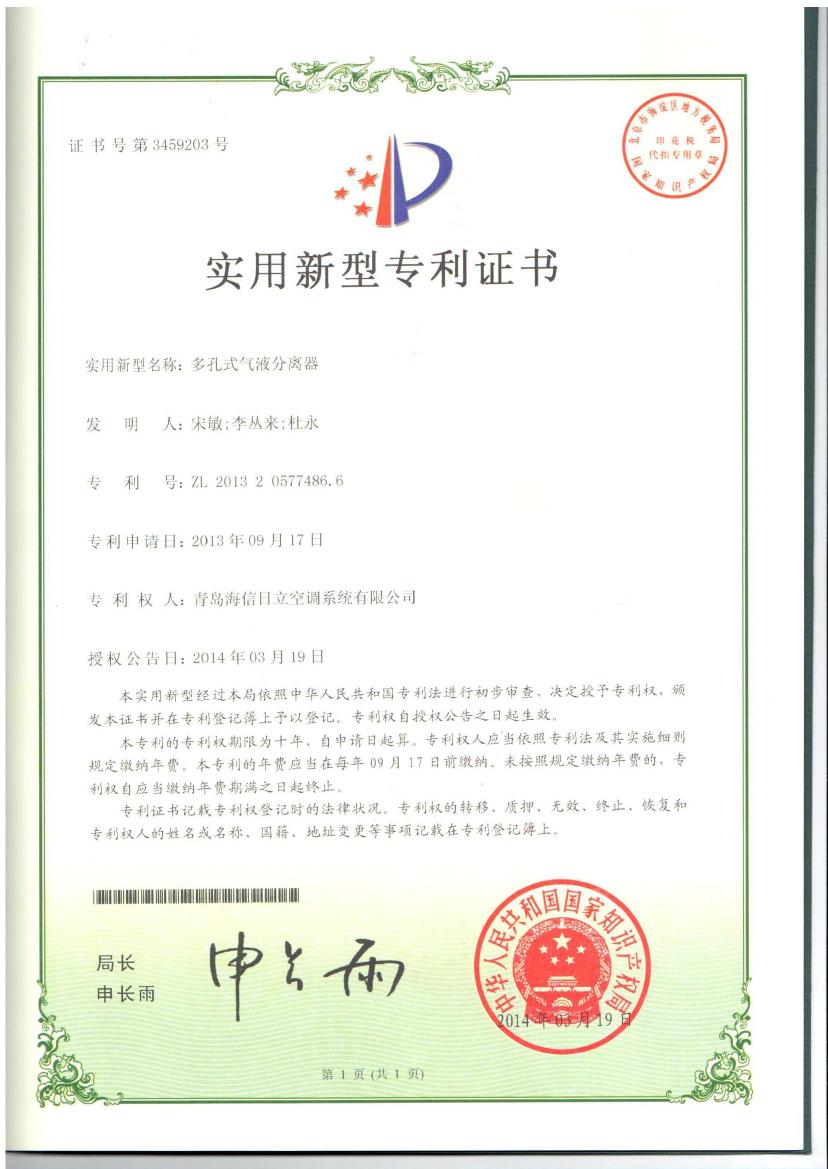 证书号第3459203号
北京市海淀区地方税务局
印花税
代扣专用章
国家知识产权局
实用新型专利证书
实用新型名称：多孔式气液分离器
发 明 人：宋敏;李丛来;杜永
专 利 号：ZL 2013 2 0577486.6
专利申请日：2013年09月17日
专 利 权 人：青岛海信日立空调系统有限公司
授权公告日：2014年03月19日
本实用新型经过本局依照中华人民共和国专利法进行初步审查，决定授予专利权，颁
发本证书并在专利登记簿上予以登记。专利权自授权公告之日起生效。
本专利的专利权期限为十年，自申请日起算。专利权人应当依照专利法及其实施细则
规定缴纳年费。本专利的年费应当在每年09月17日前缴纳。未按照规定缴纳年费的，专
利权自应当缴纳年费期满之日起终止。
专利证书记载专利权登记时的法律状况。专利权的转移、质押、无效、终止、恢复和
专利权人的姓名或名称、国籍、地址变更等事项记载在专利登记簿上。
局长
申长雨
申长雨
中华人民共和国国家知识产权局
2014年03月19日
第1页(共1页)